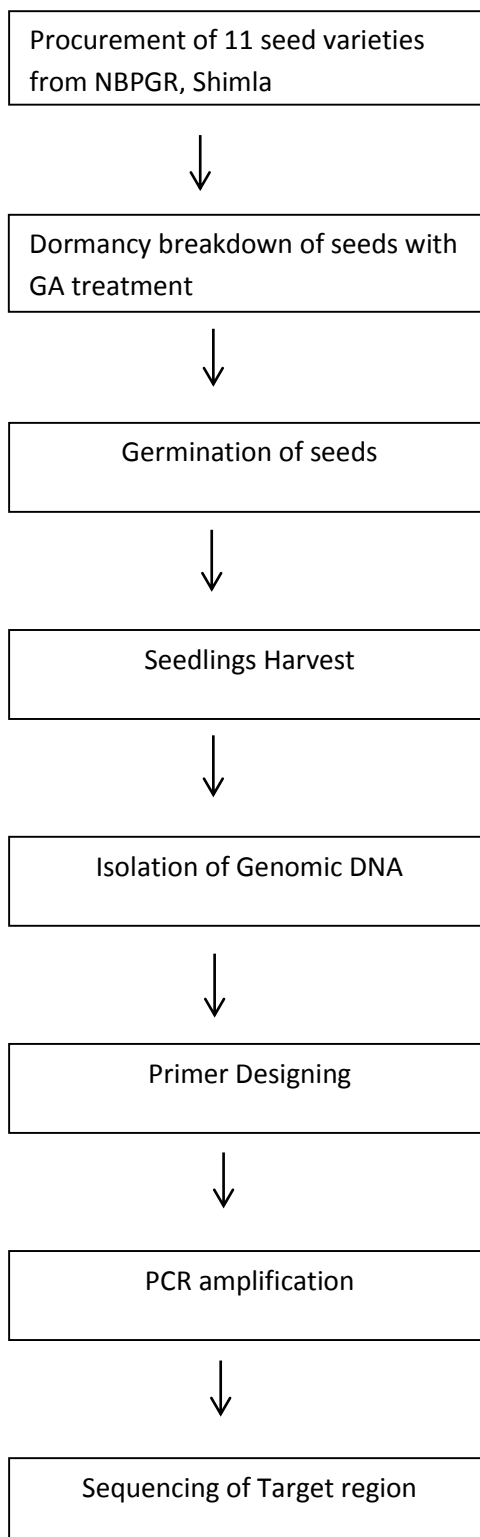 Procurement of 11 seed varieties
from NBPGR, Shimla
Dormancy breakdown of seeds with
GA treatment
Germination of seeds
Seedlings Harvest
Isolation of Genomic DNA
Primer Designing
PCR amplification
Sequencing of Target region